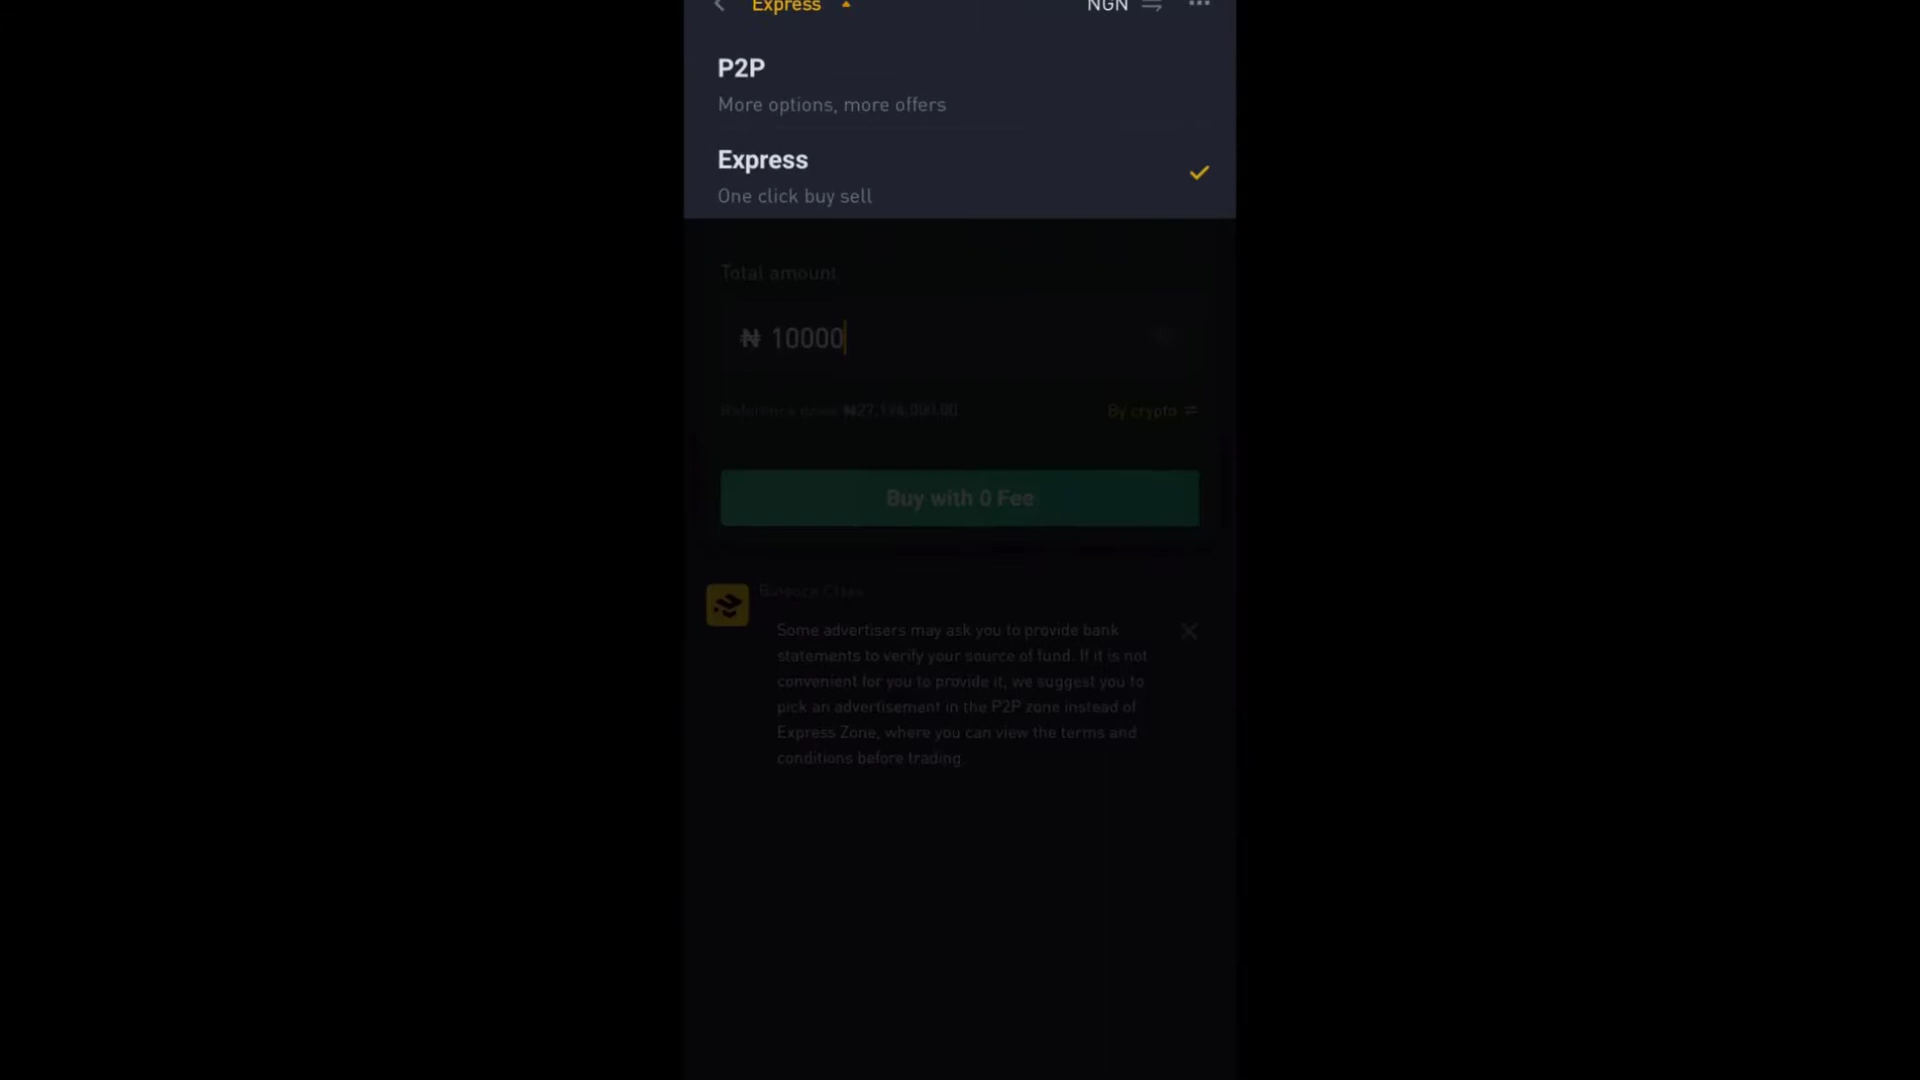 Express NGN
P2P
More options, more offers
Express
One click buy sell
Total amount
₦ 10000
By crypto
Buy with 0 Fee
Some advertisers may ask you to provide bank
statements to verify your source of fund. If it is not
convenient for you to provide it, we suggest you to
pick an advertisement in the P2P zone instead of
Express Zone, where you can view the terms and
conditions before trading.